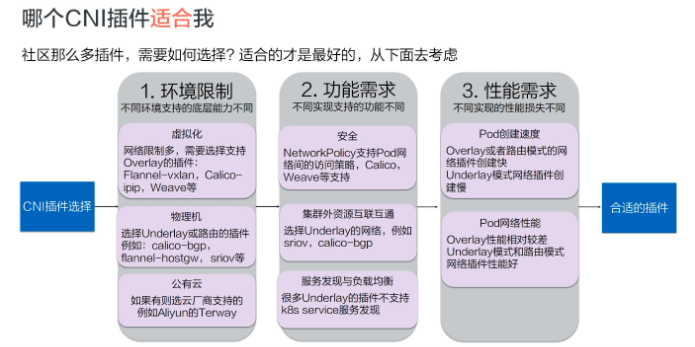 哪个CNI插件适合我
社区那么多插件，需要如何选择？适合的才是最好的，从下面去考虑
CNI插件选择
1. 环境限制
不同环境支持的底层能力不同
虚拟化
网络限制多，需要选择支持
Overlay的插件：
Flannel-vxlan，Calico-
ipip，Weave等
物理机
选择Underlay或路由的插件
例如：calico-bgp，
flannel-hostgw，sriov等
公有云
如果有则选云厂商支持的
例如Aliyun的Terway
2. 功能需求
不同实现支持的功能不同
安全
NetworkPolicy支持Pod网
络间的访问策略，Calico，
Weave等支持
集群外资源互联互通
选择Underlay的网络，例如
sriov，calico-bgp
服务发现与负载均衡
很多Underlay的插件不支持
k8s service服务发现
3. 性能需求
不同实现的性能损失不同
Pod创建速度
Overlay或者路由模式的网
络插件创建快
Underlay模式网络插件创
建慢
Pod网络性能
Overlay性能相对较差
Underlay模式和路由模式
网络插件性能好
合适的插件